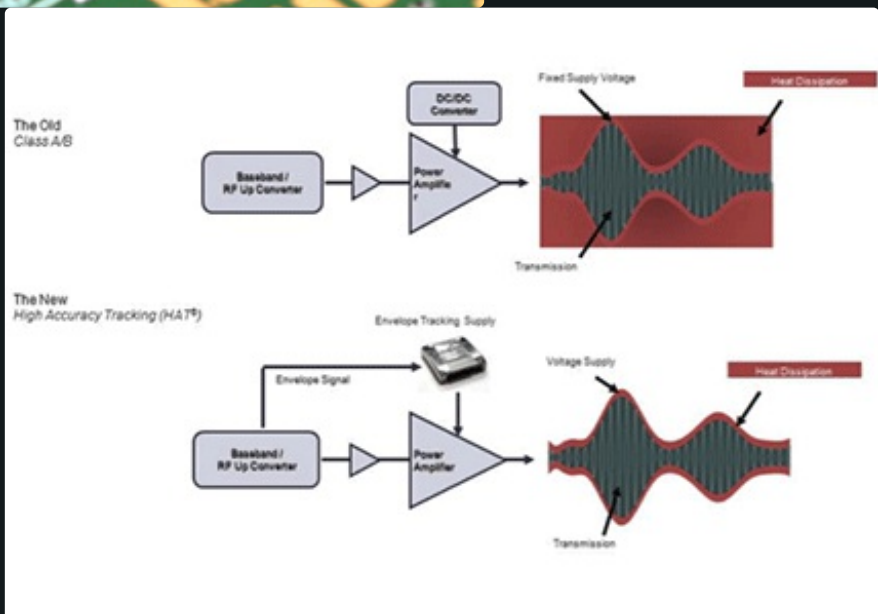 The Old
Class A/B
Baseband /
RF Up Converter
DC/DC
Converter
Power
Amplifie
r
Fixed Supply Voltage
Heat Dissipation
Transmission
The New
High Accuracy Tracking (HAT®)
Envelope Tracking Supply
Envelope Signal
Baseband /
RF Up Converter
Power
Amplifier
Voltage Supply
Heat Dissipation
Transmission